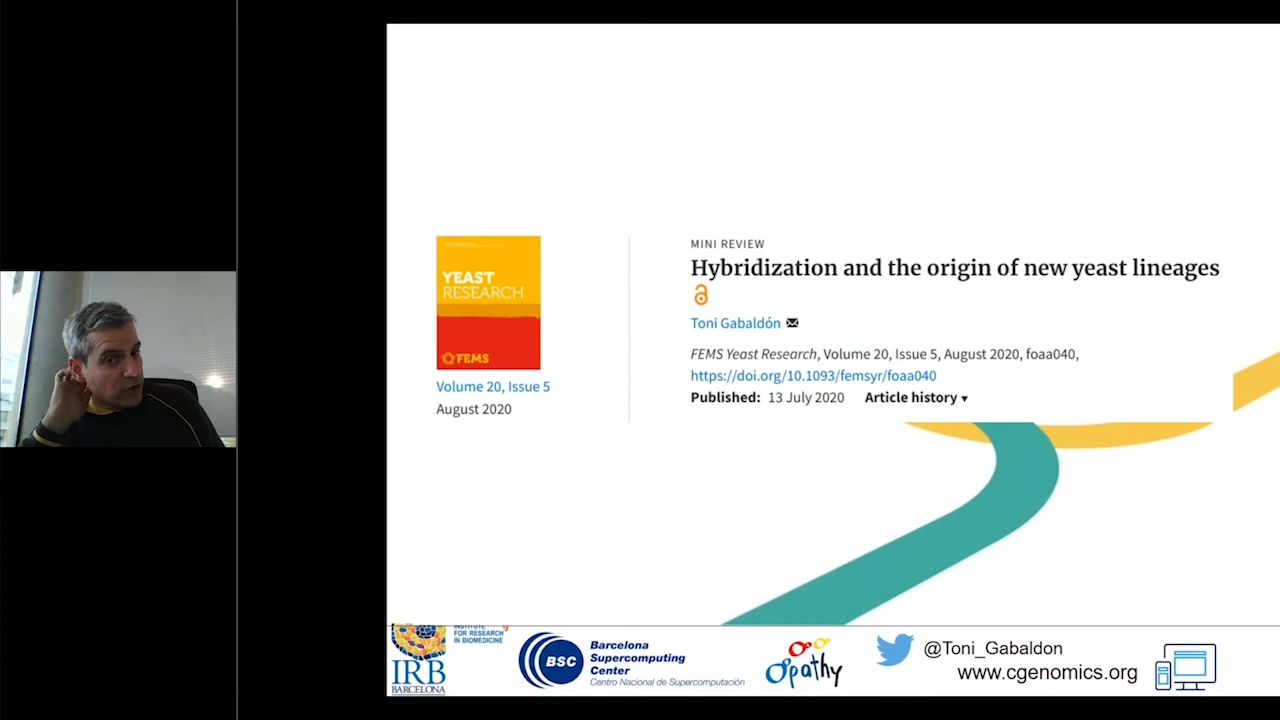 YEAST
RESEARCH
FEMS
Volume 20, Issue 5
August 2020
MINI REVIEW
Hybridization and the origin of new yeast lineages
Toni Gabaldón
FEMS Yeast Research, Volume 20, Issue 5, August 2020, foaa040,
https://doi.org/10.1093/femsyr/foaa040
Published: 13 July 2020 Article history ▾
INSTITUTE
FOR RESEARCH
IN BIOMEDICINE
IRB
BARCELONA
BSC
Barcelona
Supercomputing
Center
Centro Nacional de Supercomputación
Opathy
@Toni_Gabaldon
www.cgenomics.org